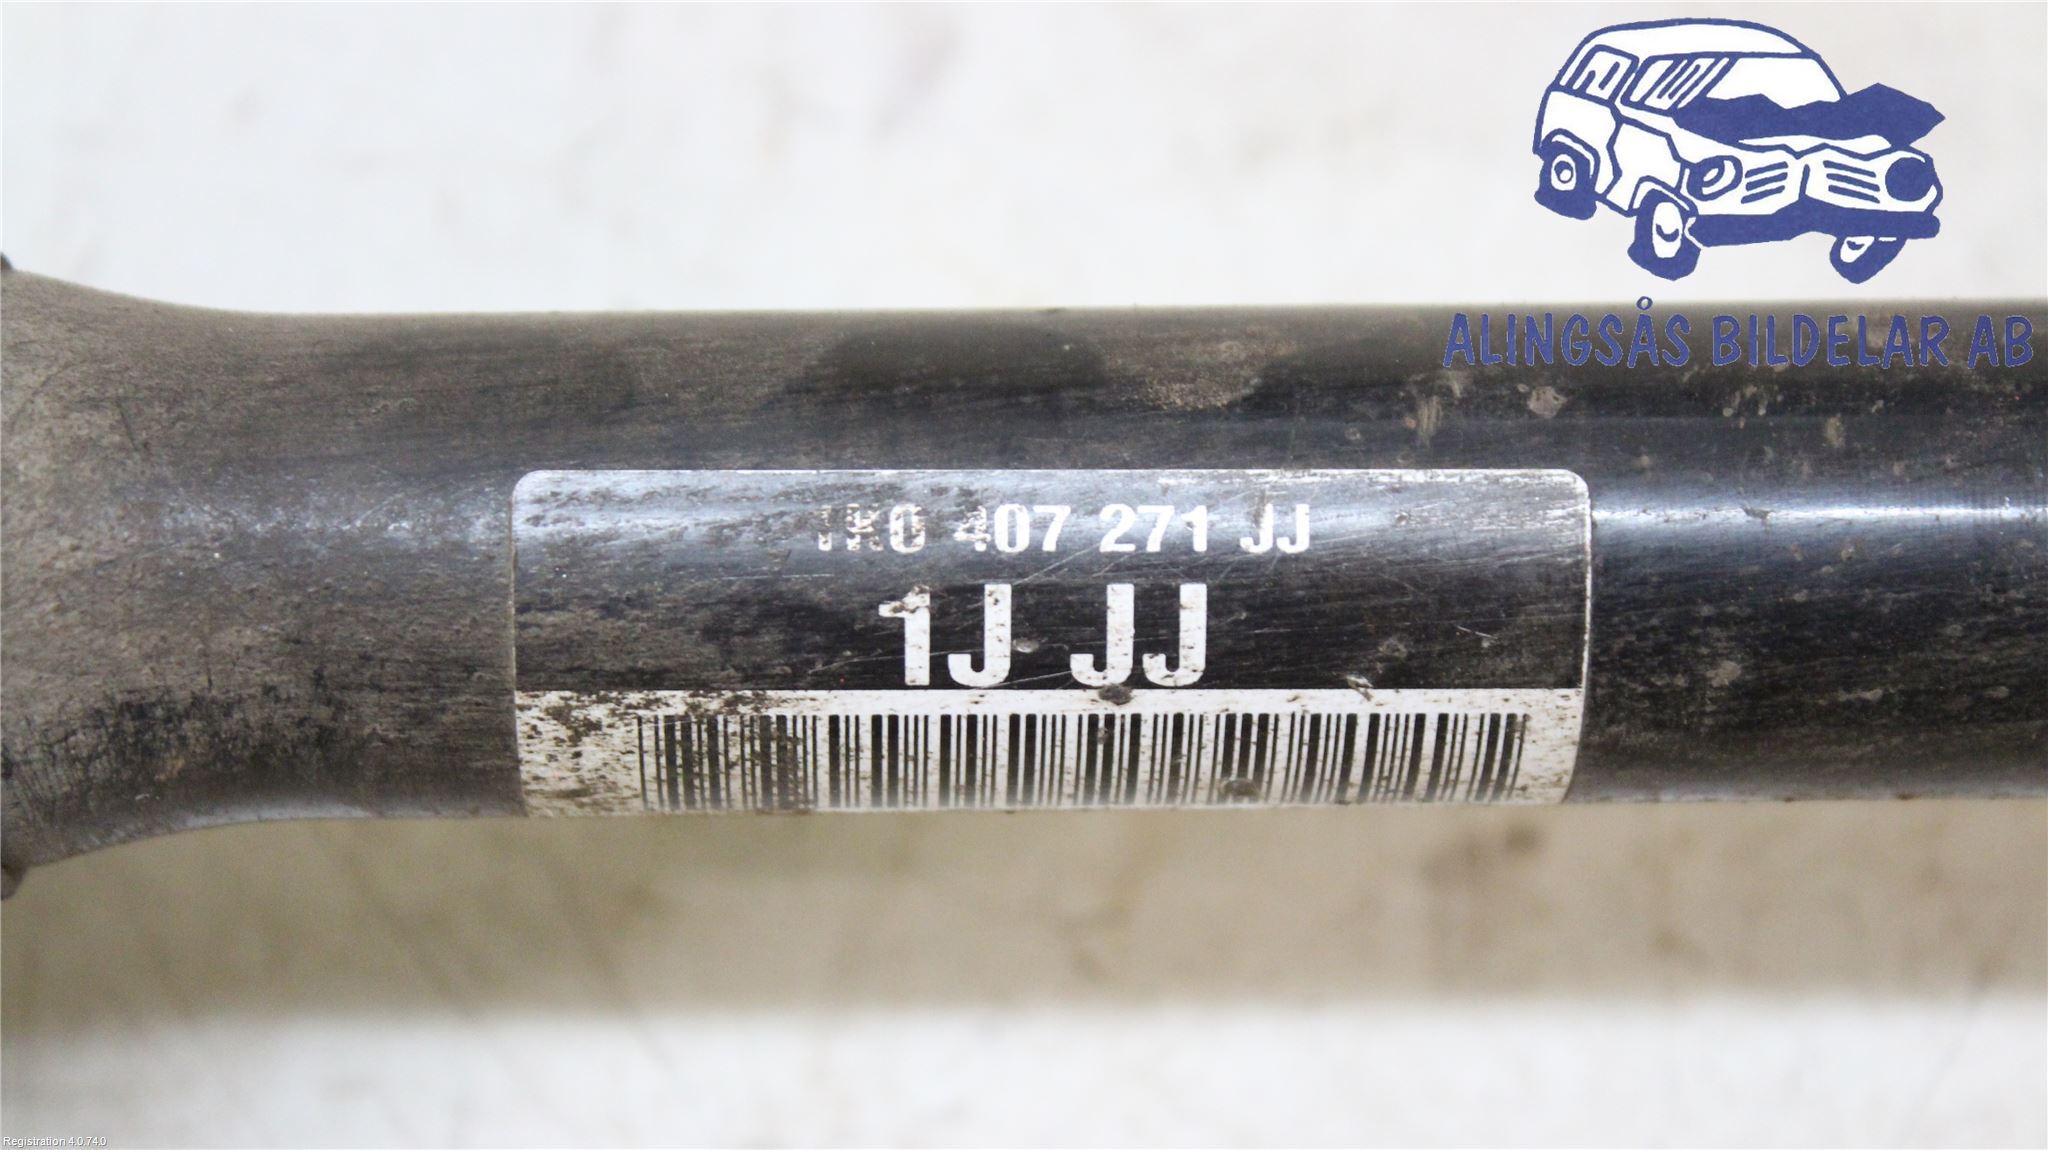 ALINGSÅS BILDELAR AB
1K0 407 271 JJ
1J JJ
Registration 4.0.74.0